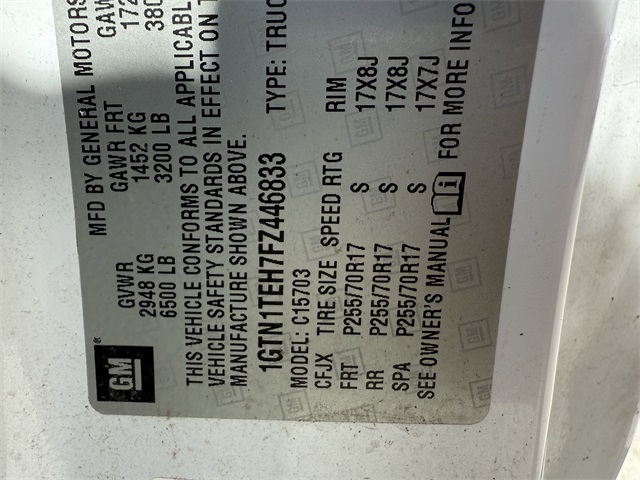 GM
MFD BY GENERAL MOTORS
GVWR GAWR FRT GAWR
2948 KG 1452 KG 172
6500 LB 3200 LB 380
THIS VEHICLE CONFORMS TO ALL APPLICABLE
VEHICLE SAFETY STANDARDS IN EFFECT ON T
MANUFACTURE SHOWN ABOVE.
1GTN1TEH7FZ446833 TYPE: TRUC
MODEL: C15703
CFJX TIRE SIZE SPEED RTG RIM
FRT P255/70R17 S 17X8J
RR P255/70R17 S 17X8J
SPA P255/70R17 S 17X7J
SEE OWNER'S MANUAL i FOR MORE INFO